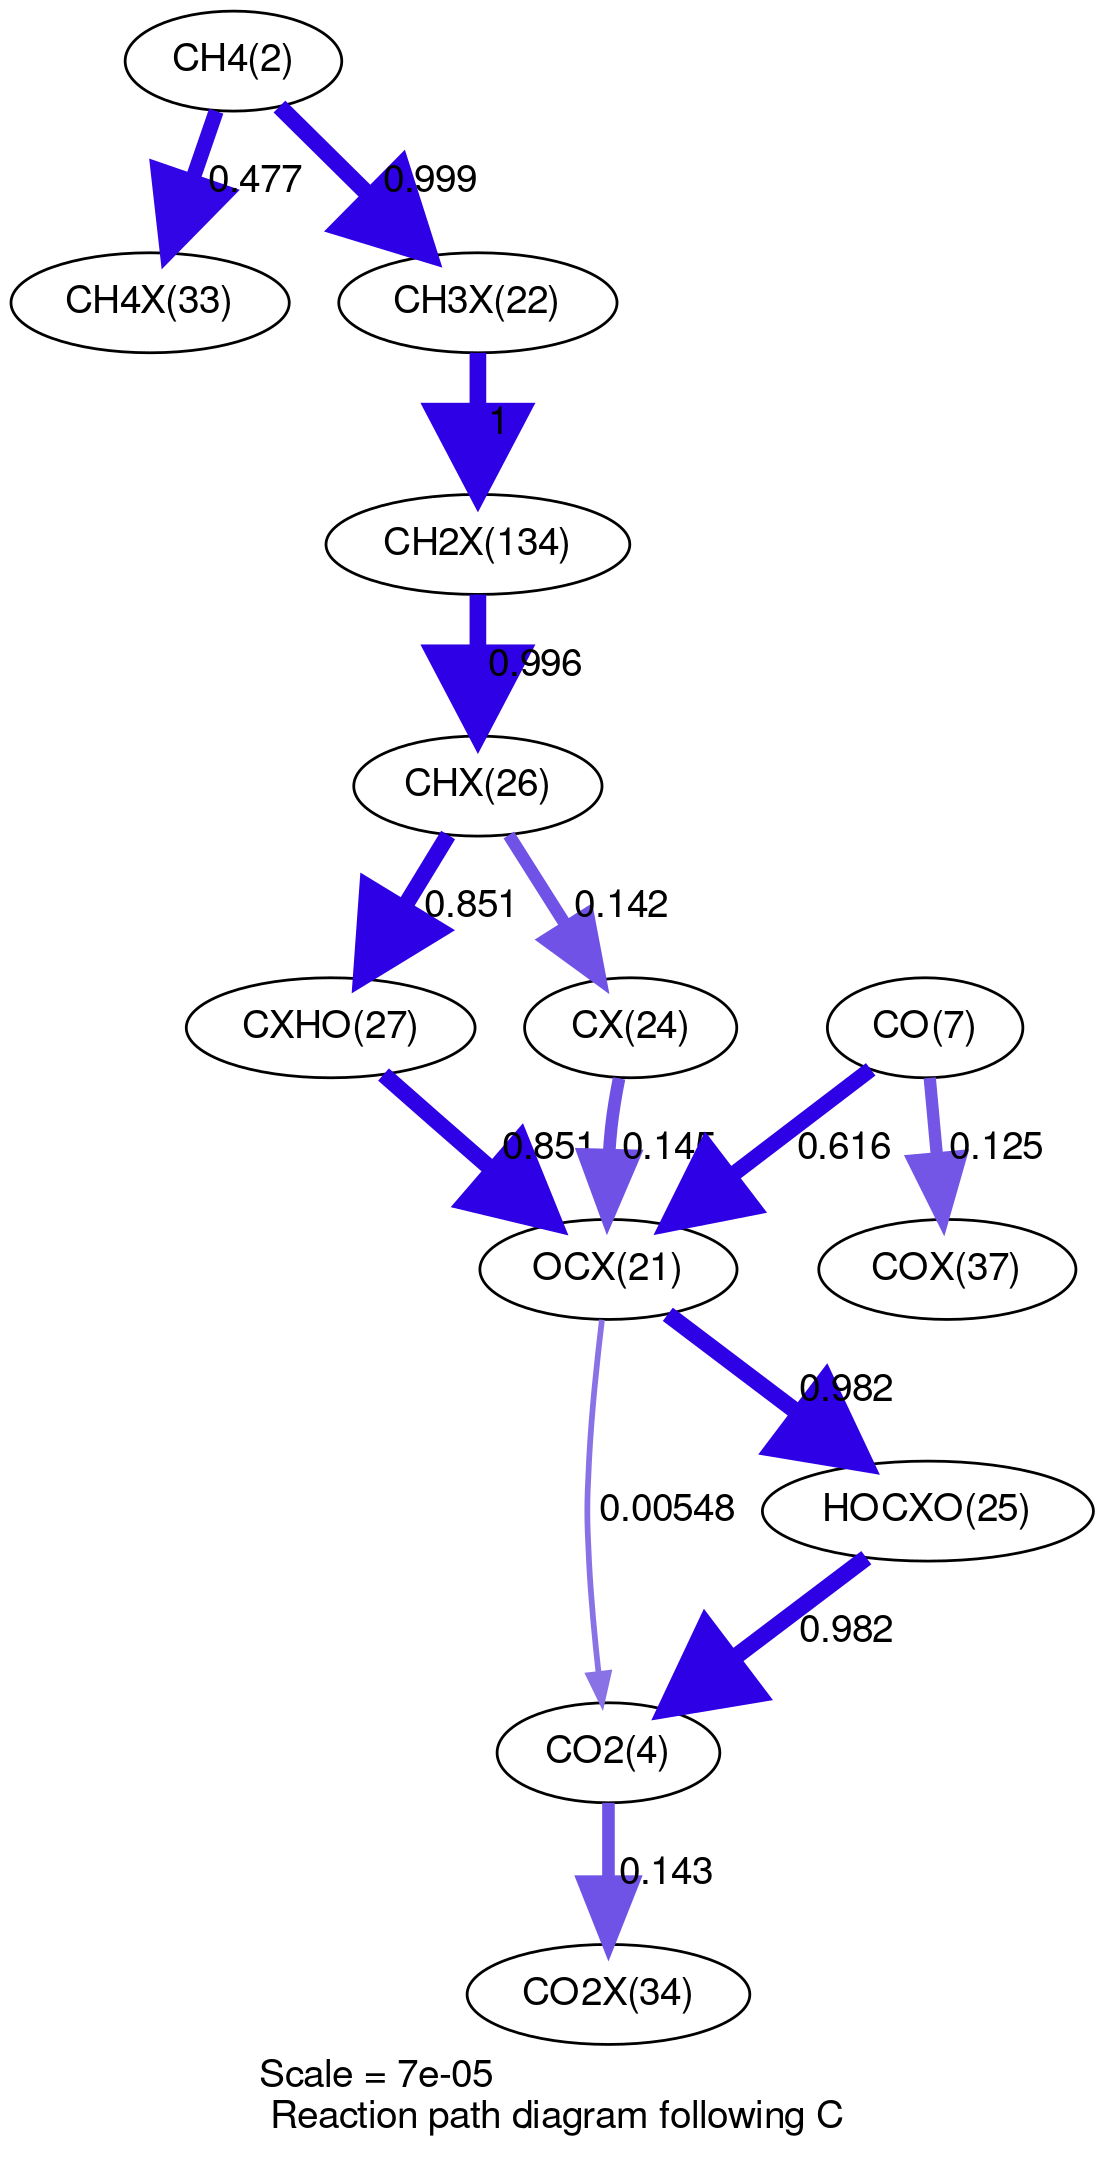 CH4(2)
0.477
0.999
CH4X(33)
CH3X(22)
1
CH2X(134)
0.996
CHX(26)
0.851
0.142
CXHO(27)
CX(24)
CO(7)
0.851
0.145
0.616
0.125
OCX(21)
COX(37)
0.982
0.00548
HOCXO(25)
0.982
CO2(4)
0.143
CO2X(34)
Scale = 7e-05
Reaction path diagram following C